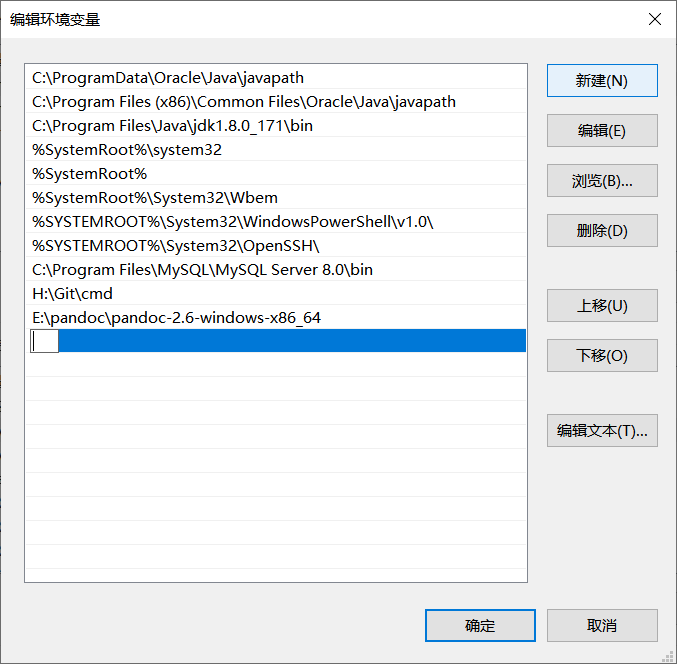 编辑环境变量
C:\ProgramData\Oracle\Java\javapath
C:\Program Files (x86)\Common Files\Oracle\Java\javapath
C:\Program Files\Java\jdk1.8.0_171\bin
%SystemRoot%\system32
%SystemRoot%
%SystemRoot%\System32\Wbem
%SYSTEMROOT%\System32\WindowsPowerShell\v1.0\
%SYSTEMROOT%\System32\OpenSSH\
C:\Program Files\MySQL\MySQL Server 8.0\bin
H:\Git\cmd
E:\pandoc\pandoc-2.6-windows-x86_64
新建(N)
编辑(E)
浏览(B)...
删除(D)
上移(U)
下移(O)
编辑文本(T)...
确定
取消